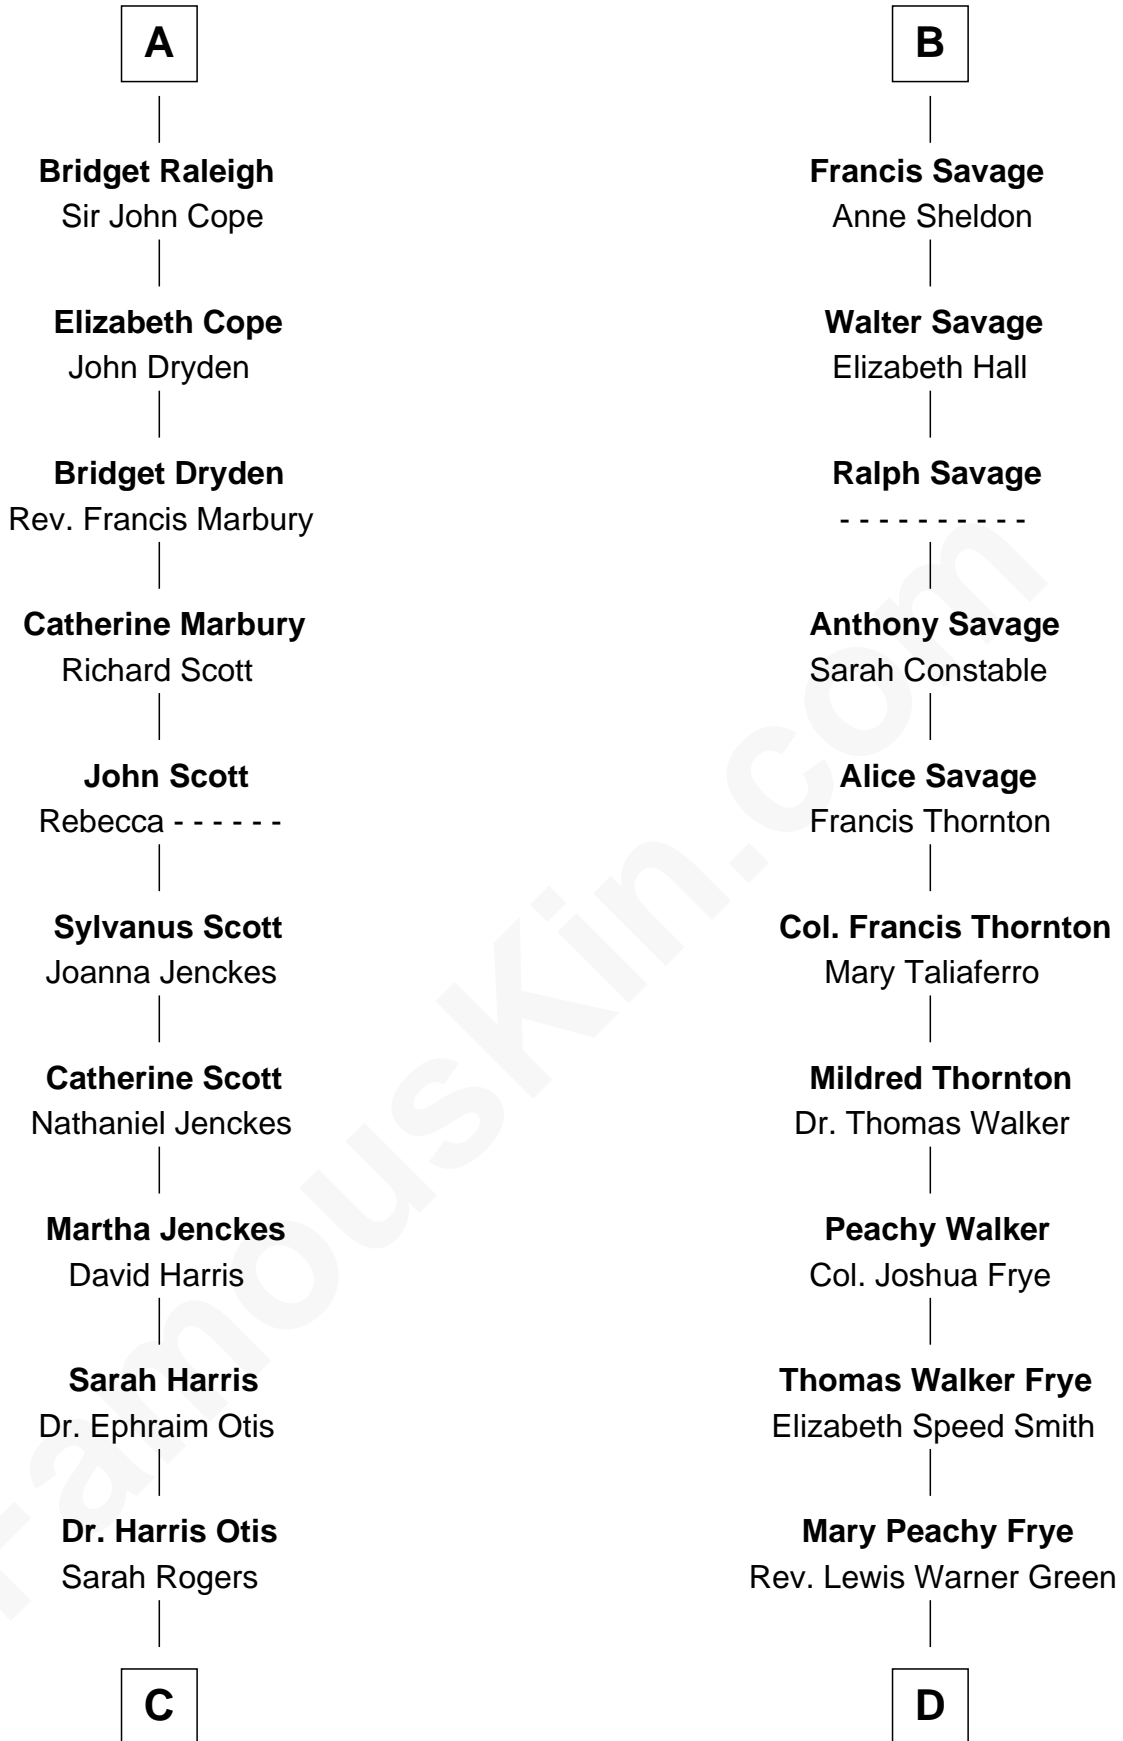 A
B
Bridget Raleigh
Sir John Cope
Francis Savage
Anne Sheldon
Elizabeth Cope
John Dryden
Walter Savage
Elizabeth Hall
Bridget Dryden
Rev. Francis Marbury
Ralph Savage
- - - - - - - - - -
Catherine Marbury
Richard Scott
Anthony Savage
Sarah Constable
John Scott
Rebecca - - - - - -
Alice Savage
Francis Thornton
Sylvanus Scott
Joanna Jenckes
Col. Francis Thornton
Mary Taliaferro
Catherine Scott
Nathaniel Jenckes
Mildred Thornton
Dr. Thomas Walker
Martha Jenckes
David Harris
Peachy Walker
Col. Joshua Frye
Sarah Harris
Dr. Ephraim Otis
Thomas Walker Frye
Elizabeth Speed Smith
Dr. Harris Otis
Sarah Rogers
Mary Peachy Frye
Rev. Lewis Warner Green
C
D
FamousKin.com